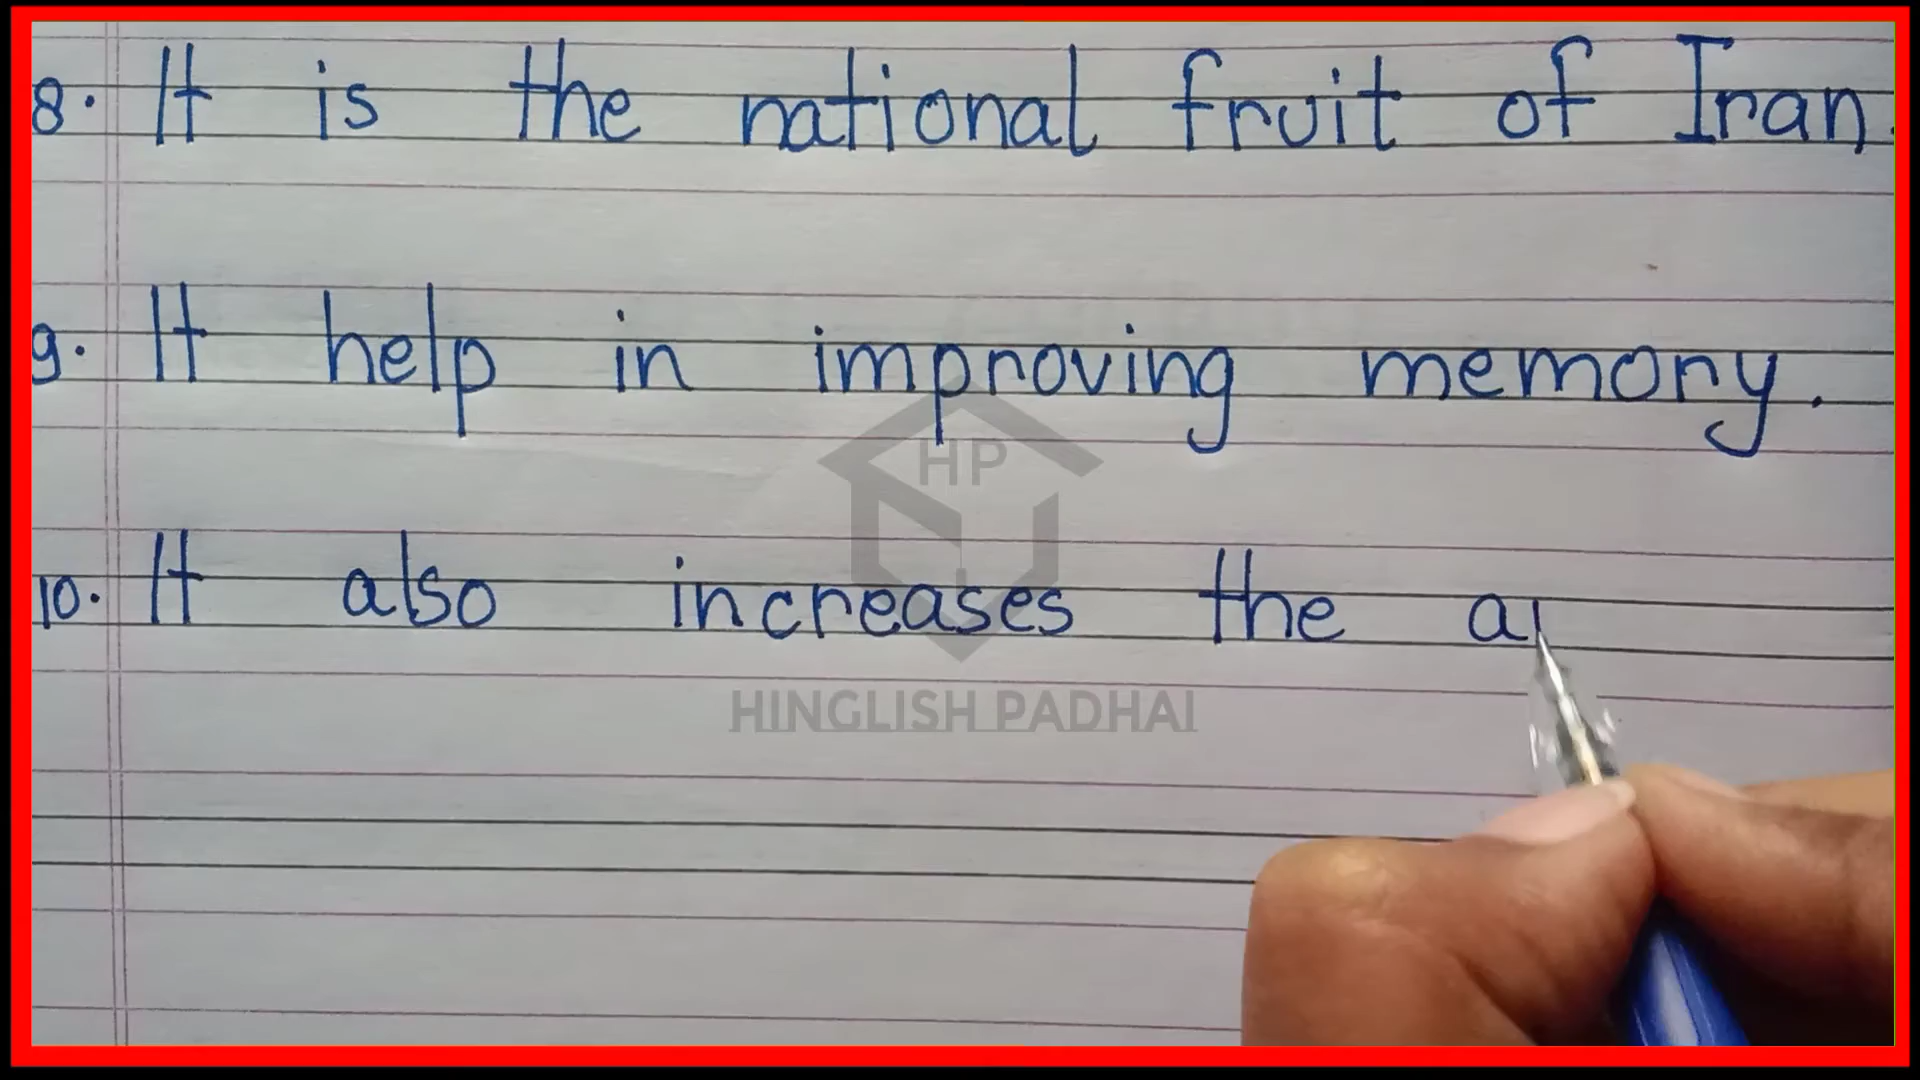 8. It is the national fruit of Iran.
9. It help in improving memory.
HP
10. It also increases the a
HINGLISH PADHAI